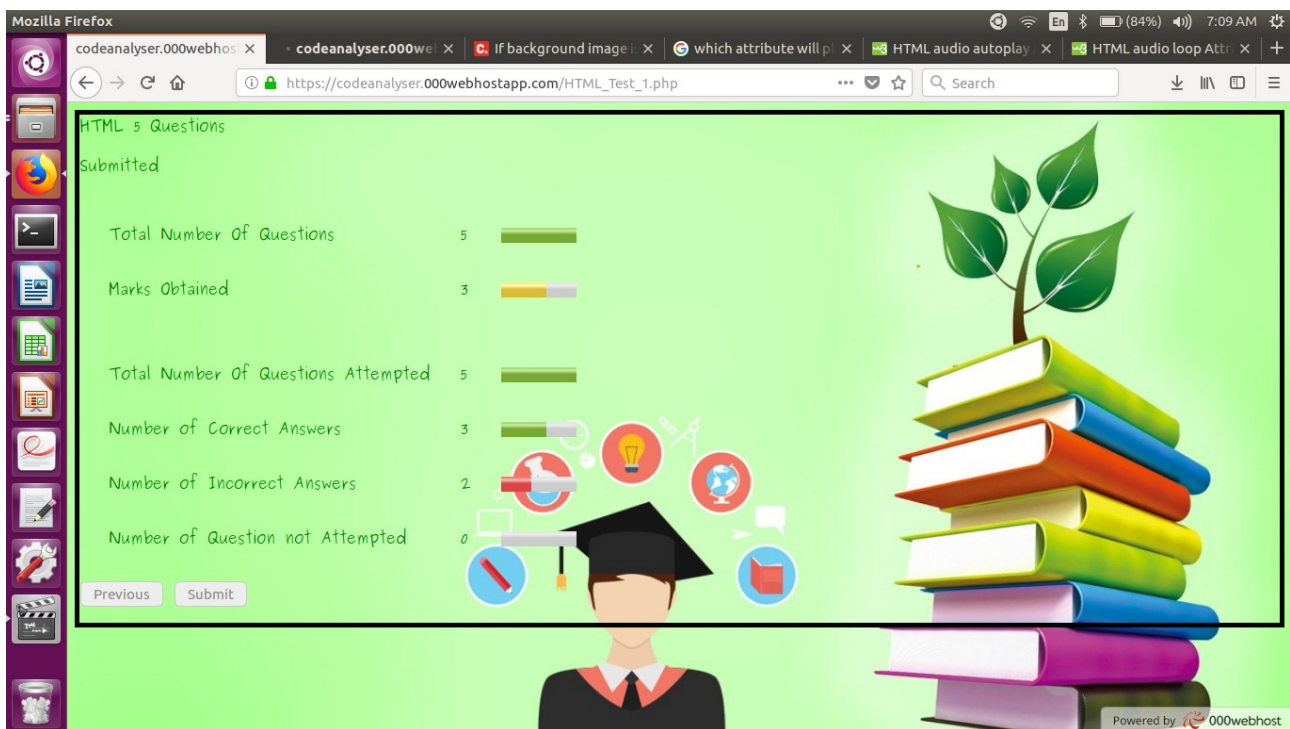 Mozilla Firefox
En (84%) 7:09 AM
codeanalyser.000webhos
codeanalyser.000we
If background image i
which attribute will pl
HTML audio autoplay
HTML audio loop Attri
https://codeanalyser.000webhostapp.com/HTML_Test_1.php
Search
HTML 5 Questions
Submitted
Total Number Of Questions 5
Marks Obtained 3
Total Number Of Questions Attempted 5
Number of Correct Answers 3
Number of Incorrect Answers 2
Number of Question not Attempted 0
Previous Submit
Powered by 000webhost